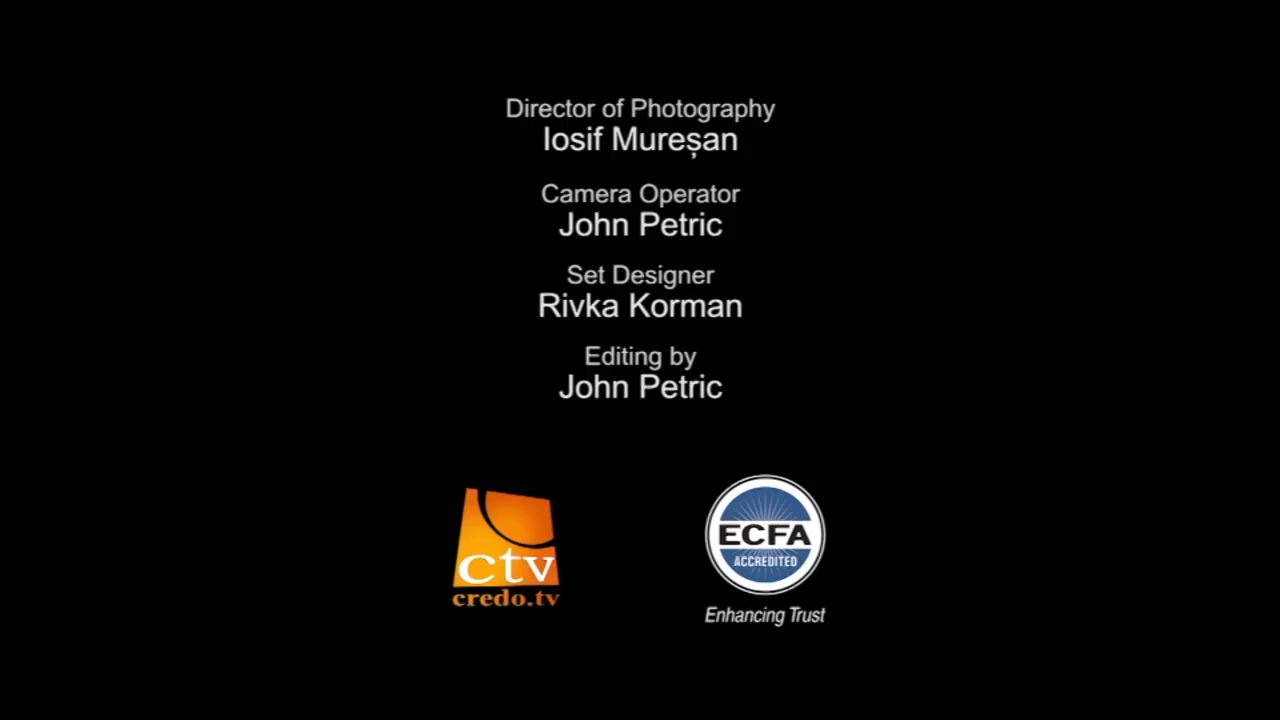 Director of Photography
Iosif Mureșan
Camera Operator
John Petric
Set Designer
Rivka Korman
Editing by
John Petric
ctv
credo.tv
ECFA
ACCREDITED
Enhancing Trust